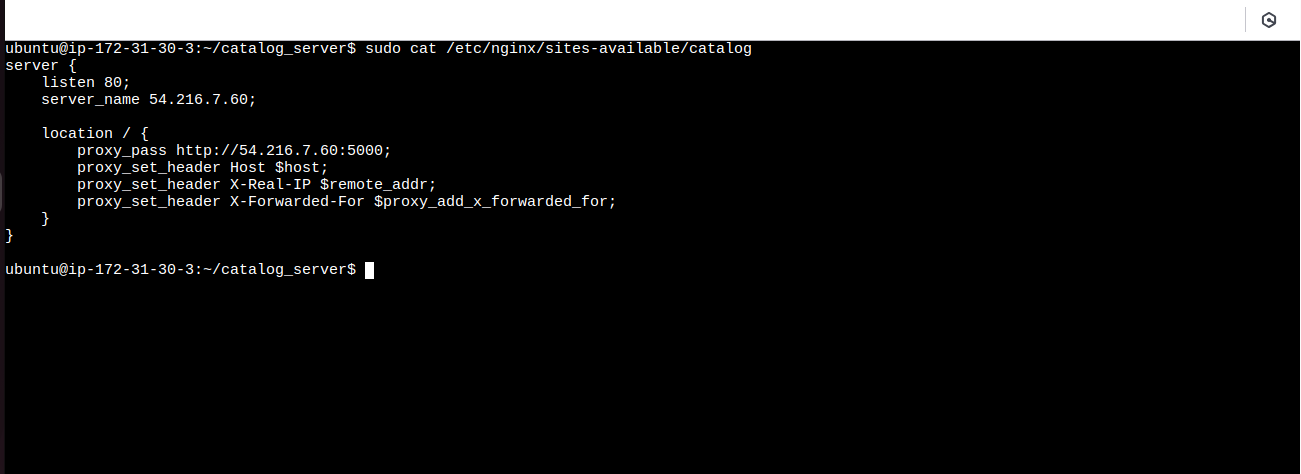 ubuntu@ip-172-31-30-3:~/catalog_server$ sudo cat /etc/nginx/sites-available/catalog
server {
    listen 80;
    server_name 54.216.7.60;

    location / {
        proxy_pass http://54.216.7.60:5000;
        proxy_set_header Host $host;
        proxy_set_header X-Real-IP $remote_addr;
        proxy_set_header X-Forwarded-For $proxy_add_x_forwarded_for;
    }
}

ubuntu@ip-172-31-30-3:~/catalog_server$